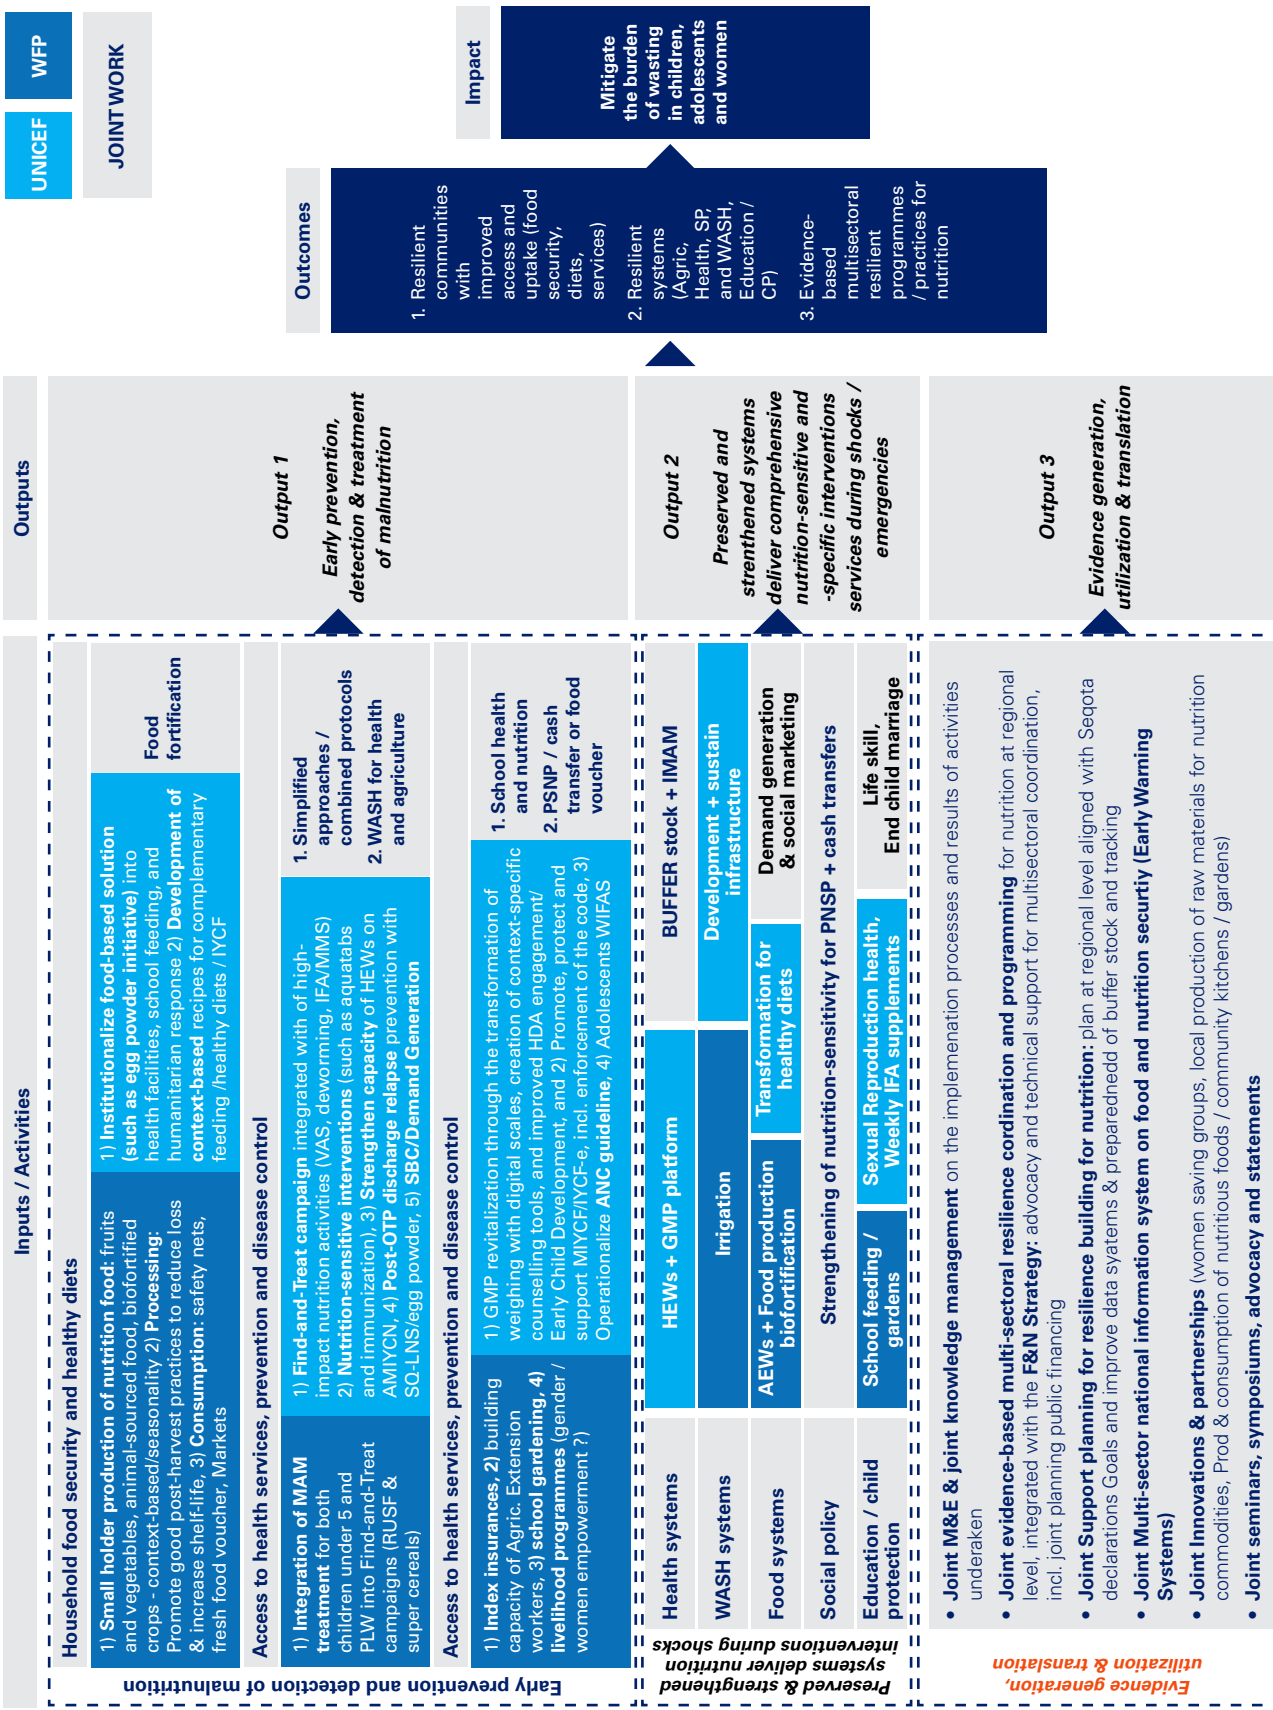 UNICEF
WFP
JOINT WORK
Inputs / Activities
Outputs
Outcomes
Impact
Early prevention and detection of malnutrition
Household food security and healthy diets
1) Small holder production of nutrition food: fruits
and vegetables, animal-sourced food, biofortified
crops - context-based/seasonality 2) Processing:
Promote good post-harvest practices to reduce loss
& increase shelf-life, 3) Consumption: safety nets,
fresh food voucher, Markets
1) Institutionalize food-based solution
(such as egg powder initiative) into
health facilities, school feeding, and
humanitarian response 2) Development of
context-based recipes for complementary
feeding /healthy diets / IYCF
Food
fortification
Access to health services, prevention and disease control
1) Integration of MAM
treatment for both
children under 5 and
PLW into Find-and-Treat
campaigns (RUSF &
super cereals)
1) Find-and-Treat campaign integrated with of high-
impact nutrition activities (VAS, deworming, IFA/MMS)
2) Nutrition-sensitive interventions (such as aquatabs
and immunization), 3) Strengthen capacity of HEWs on
AMIYCN, 4) Post-OTP discharge relapse prevention with
SQ-LNS/egg powder, 5) SBC/Demand Generation
1. Simplified
approaches /
combined protocols
2. WASH for health
and agriculture
Access to health services, prevention and disease control
1) Index insurances, 2) building
capacity of Agric. Extension
workers, 3) school gardening, 4)
livelihood programmes (gender /
women empowerment ?)
1) GMP revitalization through the transformation of
weighing with digital scales, creation of context-specific
counselling tools, and improved HDA engagement/
Early Child Development, and 2) Promote, protect and
support MIYCF/IYCF-e, incl. enforcement of the code, 3)
Operationalize ANC guideline, 4) Adolescents WIFAS
1. School health
and nutrition
2. PSNP / cash
transfer or food
voucher
Output 1
Early prevention,
detection & treatment
of malnutrition
Preserved & strengthened
systems deliver nutrition
interventions during shocks
Health systems
HEWs + GMP platform
BUFFER stock + IMAM
WASH systems
Irrigation
Development + sustain
infrastructure
Food systems
AEWs + Food production
biofortification
Transformation for
healthy diets
Demand generation
& social marketing
Social policy
Strengthening of nutrition-sensitivity for PNSP + cash transfers
Education / child
protection
School feeding /
gardens
Sexual Reproduction health,
Weekly IFA supplements
Life skill,
End child marriage
Output 2
Preserved and
strenthened systems
deliver comprehensive
nutrition-sensitive and
-specific interventions
services during shocks /
emergencies
Evidence generation,
utilization & translation
• Joint M&E & joint knowledge management on the implemenation processes and results of activities
underaken
• Joint evidence-based multi-sectoral resilience cordination and programming for nutrition at regional
level, integrated with the F&N Strategy: advocacy and technical support for multisectoral coordination,
incl. joint planning public financing
• Joint Support planning for resilience building for nutrition: plan at regional level aligned with Seqota
declarations Goals and improve data systems & preparednedd of buffer stock and tracking
• Joint Multi-sector national information system on food and nutrition securtiy (Early Warning
Systems)
• Joint Innovations & partnerships (women saving groups, local production of raw materials for nutrition
commodities, Prod & consumption of nutritious foods / community kitchens / gardens)
• Joint seminars, symposiums, advocacy and statements
Output 3
Evidence generation,
utilization & translation
1. Resilient
communities
with
improved
access and
uptake (food
security,
diets,
services)
2. Resilient
systems
(Agric,
Health, SP,
and WASH,
Education /
CP)
3. Evidence-
based
multisectoral
resilient
programmes
/ practices for
nutrition
Mitigate
the burden
of wasting
in children,
adolescents
and women